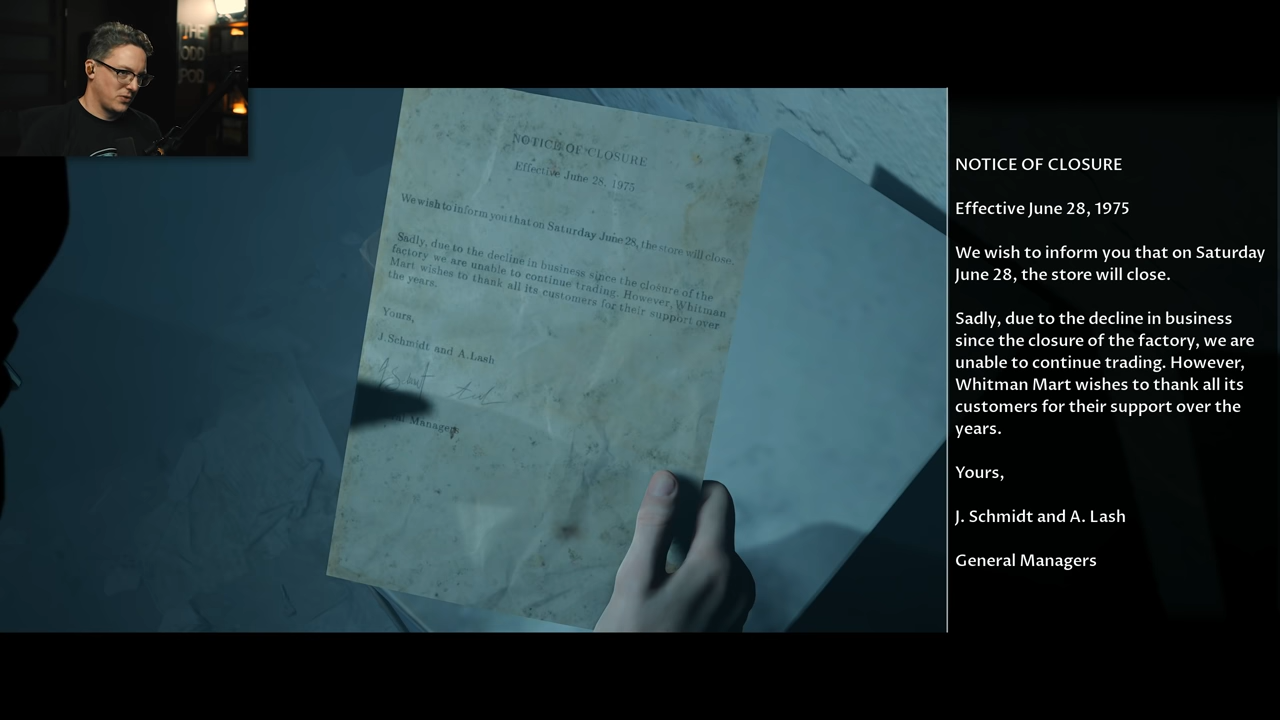 THE
ODD
POD
NOTICE OF CLOSURE
Effective June 28, 1975
We wish to inform you that on Saturday June 28, the store will close.
Sadly, due to the decline in business since the closure of the
factory we are unable to continue trading. However, Whitman
Mart wishes to thank all its customers for their support over
the years.
Yours,
J.Schmidt and A.Lash
Managers
NOTICE OF CLOSURE
Effective June 28, 1975
We wish to inform you that on Saturday
June 28, the store will close.
Sadly, due to the decline in business
since the closure of the factory, we are
unable to continue trading. However,
Whitman Mart wishes to thank all its
customers for their support over the
years.
Yours,
J. Schmidt and A. Lash
General Managers